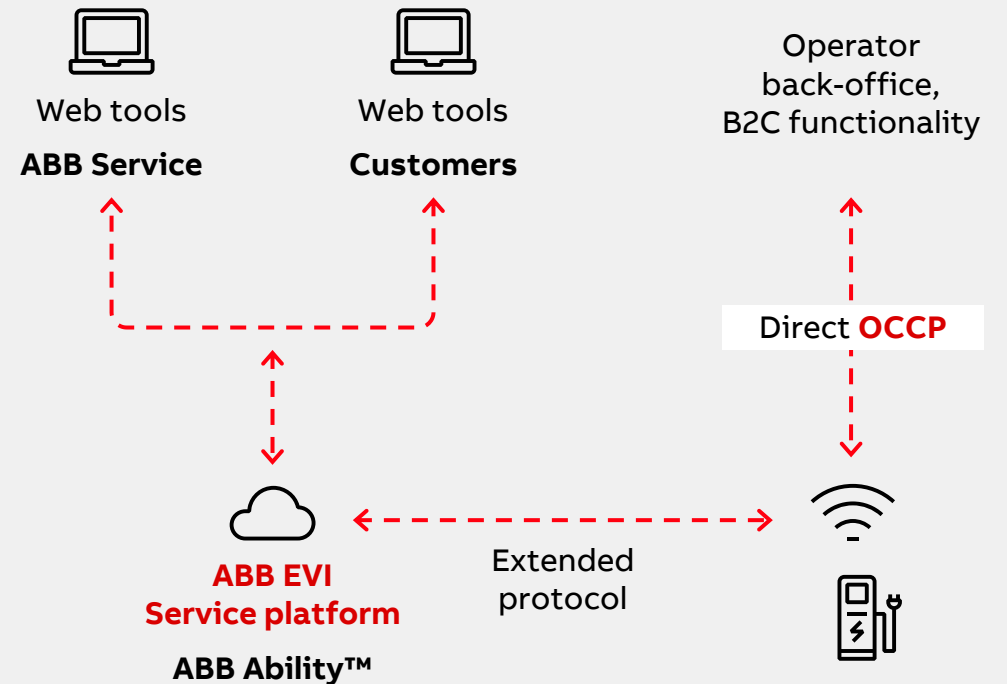 Web tools
ABB Service
Web tools
Customers
Operator
back-office,
B2C functionality
Direct OCCP
ABB EVI
Service platform
ABB Ability™
Extended
protocol